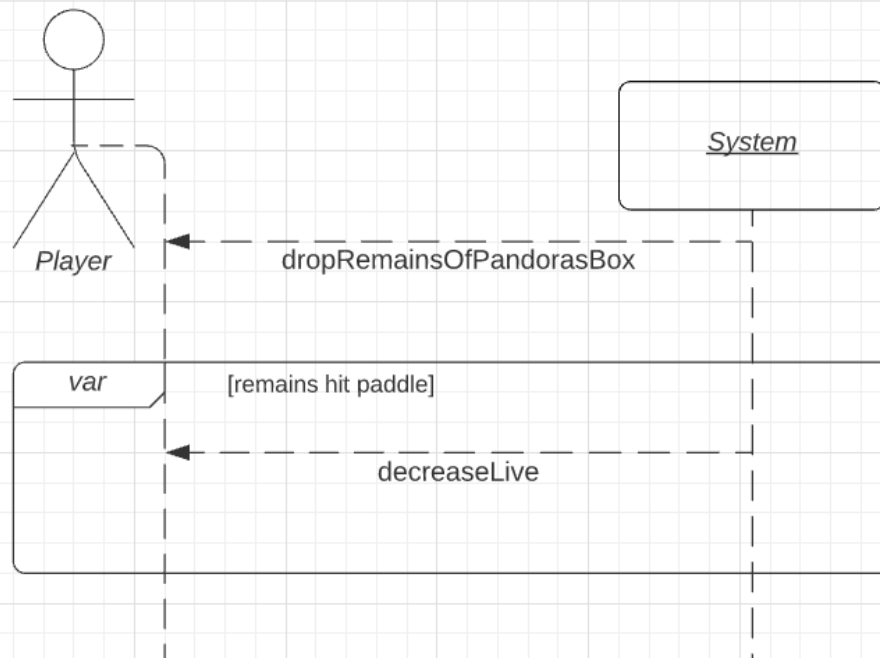 System
Player
dropRemainsOfPandorasBox
var
[remains hit paddle]
decreaseLive